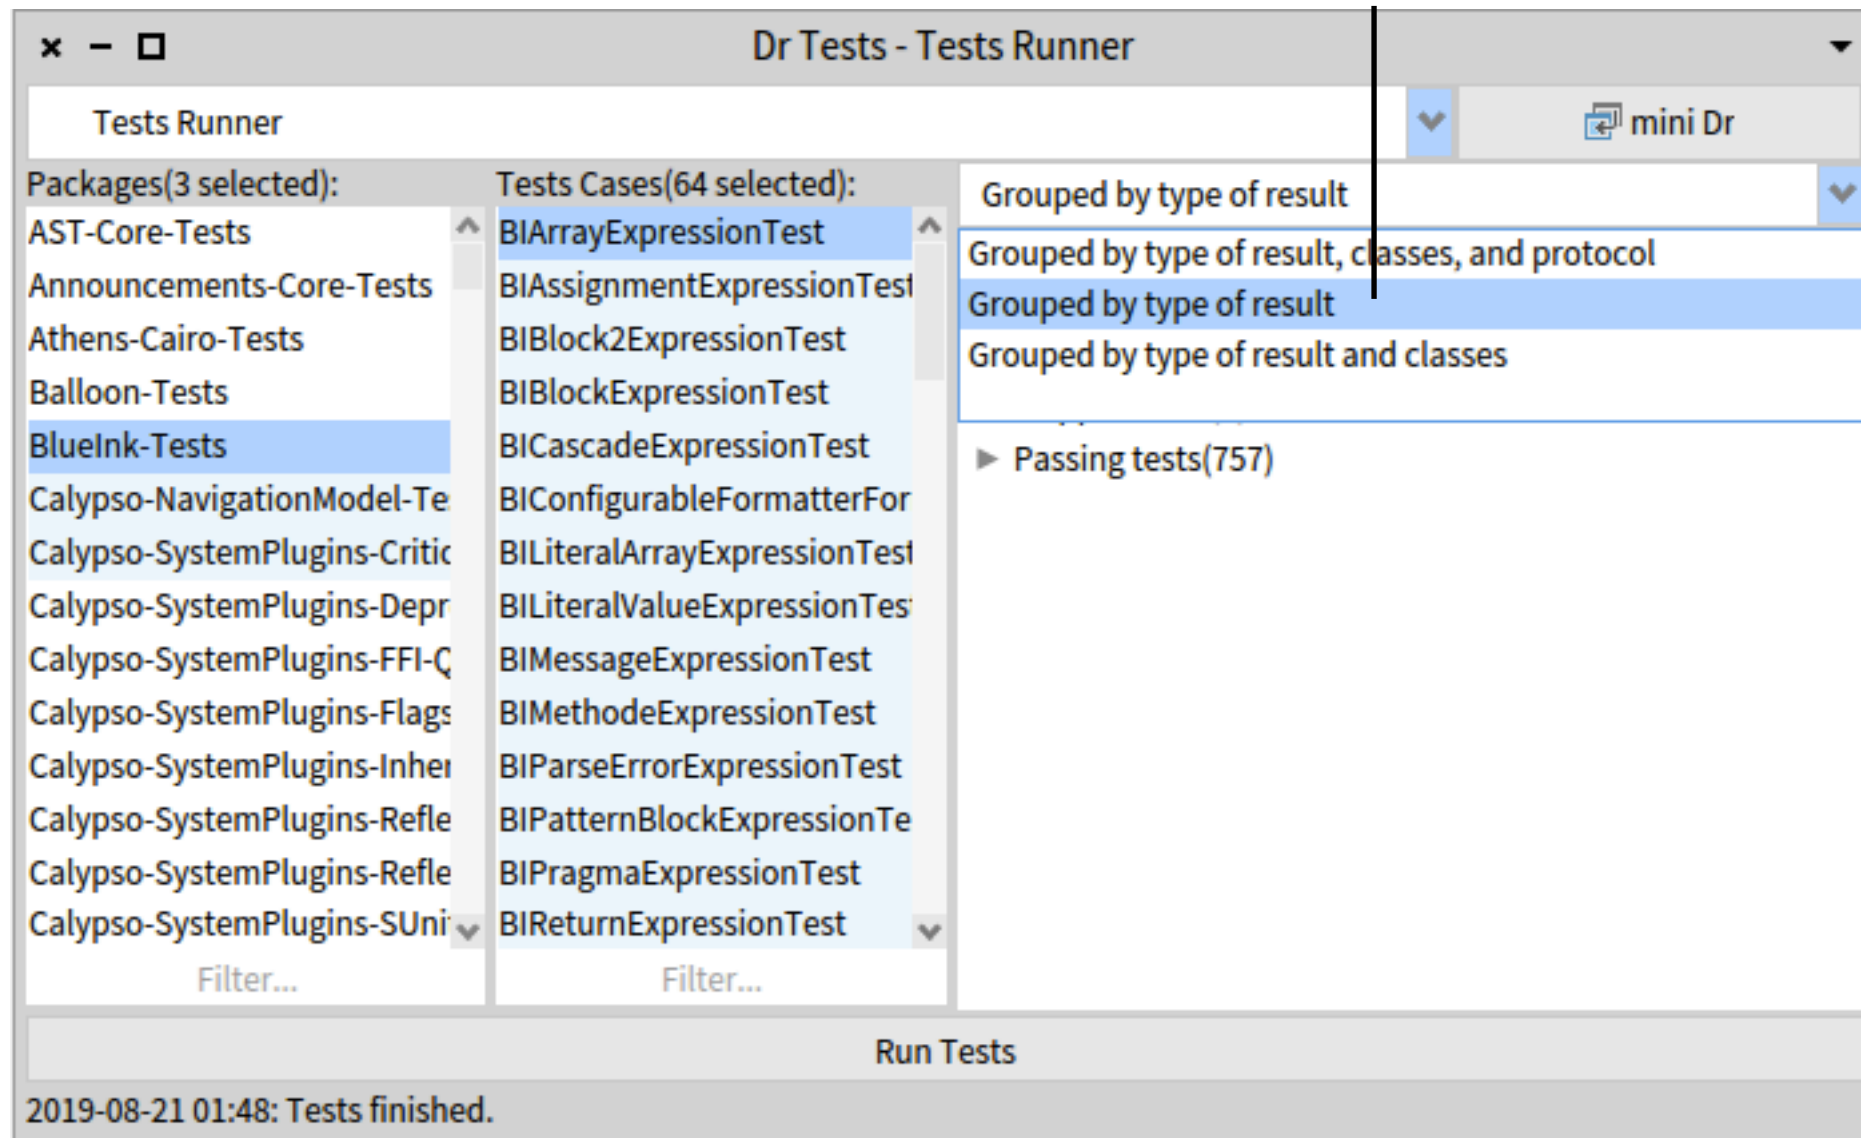 Dr Tests - Tests Runner
Tests Runner
mini Dr
Packages(3 selected):
AST-Core-Tests
Announcements-Core-Tests
Athens-Cairo-Tests
Balloon-Tests
BlueInk-Tests
Calypso-NavigationModel-Te
Calypso-SystemPlugins-Critic
Calypso-SystemPlugins-Depr
Calypso-SystemPlugins-FFI-Q
Calypso-SystemPlugins-Flags
Calypso-SystemPlugins-Inher
Calypso-SystemPlugins-Refle
Calypso-SystemPlugins-Refle
Calypso-SystemPlugins-SUni
Filter...
Tests Cases(64 selected):
BIArrayExpressionTest
BIAssignmentExpressionTest
BIBlock2ExpressionTest
BIBlockExpressionTest
BICascadeExpressionTest
BIConfigurableFormatterFor
BILiteralArrayExpressionTest
BILiteralValueExpressionTest
BIMessageExpressionTest
BIMethodeExpressionTest
BIParseErrorExpressionTest
BIPatternBlockExpressionTe
BIPragmaExpressionTest
BIReturnExpressionTest
Filter...
Grouped by type of result
Grouped by type of result, classes, and protocol
Grouped by type of result
Grouped by type of result and classes
Passing tests(757)
Run Tests
2019-08-21 01:48: Tests finished.